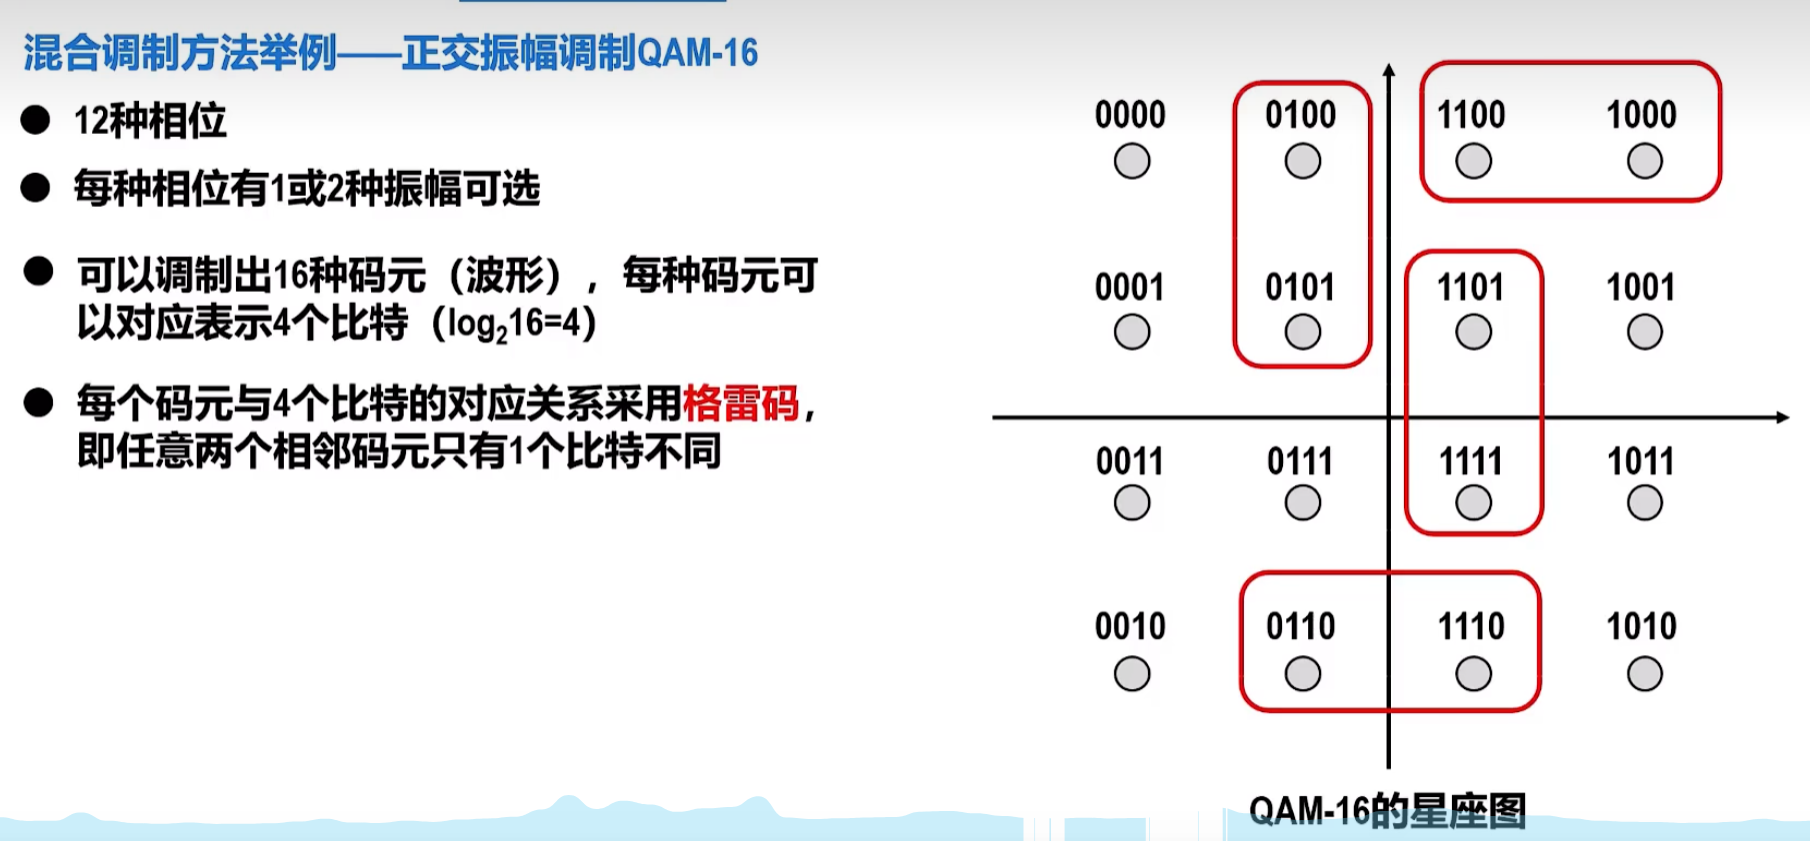 混合调制方法举例——正交振幅调制QAM-16
● 12种相位
● 每种相位有1或2种振幅可选
● 可以调制出16种码元（波形），每种码元可
以对应表示4个比特（log₂16=4）
● 每个码元与4个比特的对应关系采用格雷码，
即任意两个相邻码元只有1个比特不同
0000 0100 1100 1000
0001 0101 1101 1001
0011 0111 1111 1011
0010 0110 1110 1010
QAM-16的星座图